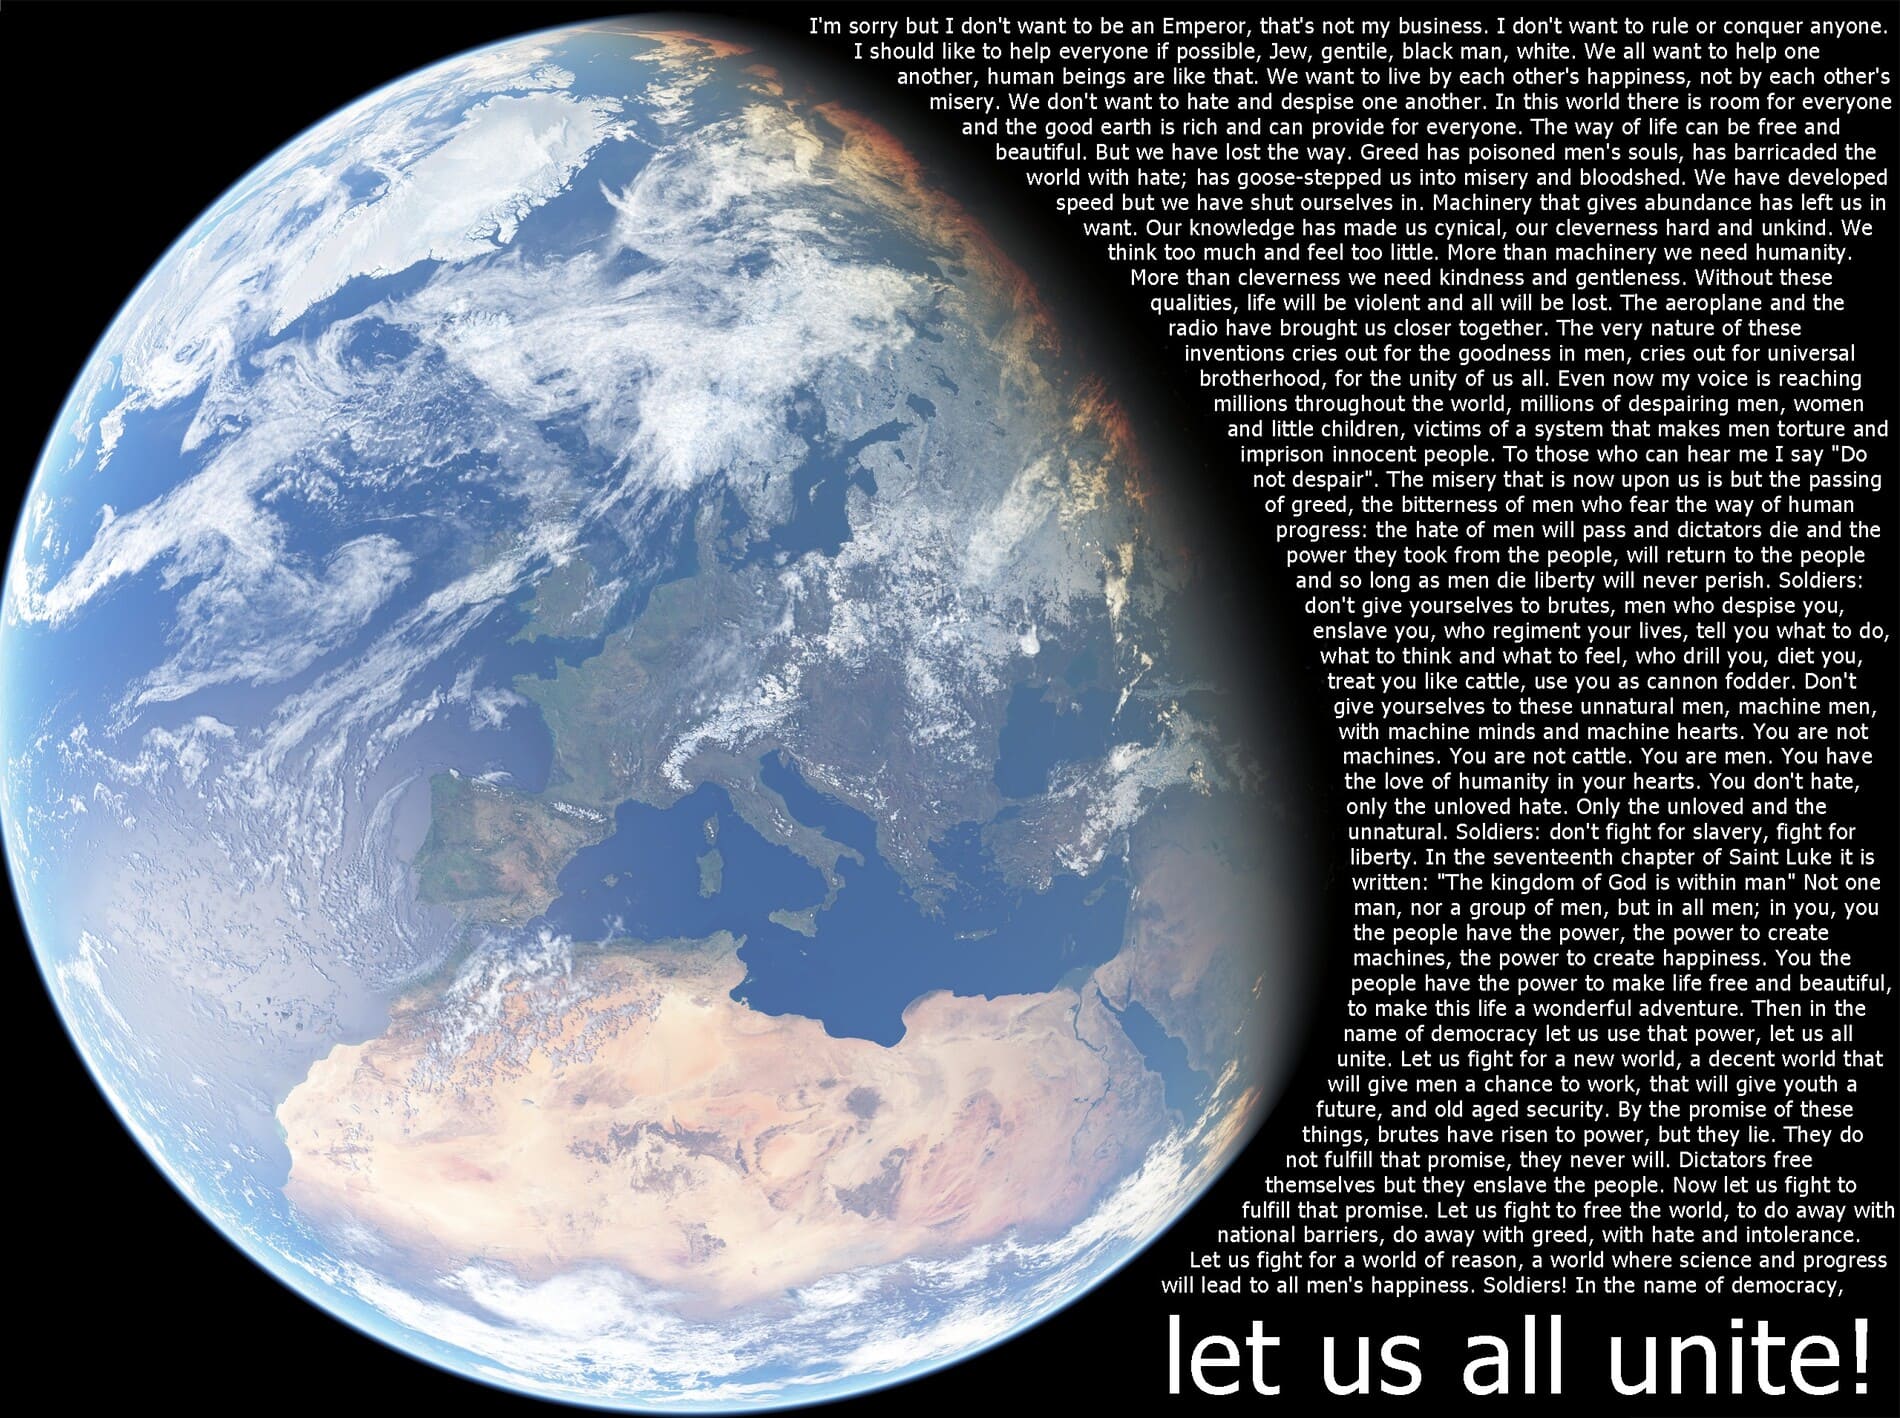 I'm sorry but I don't want to be an Emperor, that's not my business. I don't want to rule or conquer anyone.
I should like to help everyone if possible, Jew, gentile, black man, white. We all want to help one
another, human beings are like that. We want to live by each other's happiness, not by each other's
misery. We don't want to hate and despise one another. In this world there is room for everyone
and the good earth is rich and can provide for everyone. The way of life can be free and
beautiful. But we have lost the way. Greed has poisoned men's souls, has barricaded the
world with hate; has goose-stepped us into misery and bloodshed. We have developed
speed but we have shut ourselves in. Machinery that gives abundance has left us in
want. Our knowledge has made us cynical, our cleverness hard and unkind. We
think too much and feel too little. More than machinery we need humanity.
More than cleverness we need kindness and gentleness. Without these
qualities, life will be violent and all will be lost. The aeroplane and the
radio have brought us closer together. The very nature of these
inventions cries out for the goodness in men, cries out for universal
brotherhood, for the unity of us all. Even now my voice is reaching
millions throughout the world, millions of despairing men, women
and little children, victims of a system that makes men torture and
imprison innocent people. To those who can hear me I say "Do
not despair". The misery that is now upon us is but the passing
of greed, the bitterness of men who fear the way of human
progress: the hate of men will pass and dictators die and the
power they took from the people, will return to the people
and so long as men die liberty will never perish. Soldiers:
don't give yourselves to brutes, men who despise you,
enslave you, who regiment your lives, tell you what to do,
what to think and what to feel, who drill you, diet you,
treat you like cattle, use you as cannon fodder. Don't
give yourselves to these unnatural men, machine men,
with machine minds and machine hearts. You are not
machines. You are not cattle. You are men. You have
the love of humanity in your hearts. You don't hate,
only the unloved hate. Only the unloved and the
unnatural. Soldiers: don't fight for slavery, fight for
liberty. In the seventeenth chapter of Saint Luke it is
written: "The kingdom of God is within man" Not one
man, nor a group of men, but in all men; in you, you
the people have the power, the power to create
machines, the power to create happiness. You the
people have the power to make life free and beautiful,
to make this life a wonderful adventure. Then in the
name of democracy let us use that power, let us all
unite. Let us fight for a new world, a decent world that
will give men a chance to work, that will give youth a
future, and old aged security. By the promise of these
things, brutes have risen to power, but they lie. They do
not fulfill that promise, they never will. Dictators free
themselves but they enslave the people. Now let us fight to
fulfill that promise. Let us fight to free the world, to do away with
national barriers, do away with greed, with hate and intolerance.
Let us fight for a world of reason, a world where science and progress
will lead to all men's happiness. Soldiers! In the name of democracy,
let us all unite!